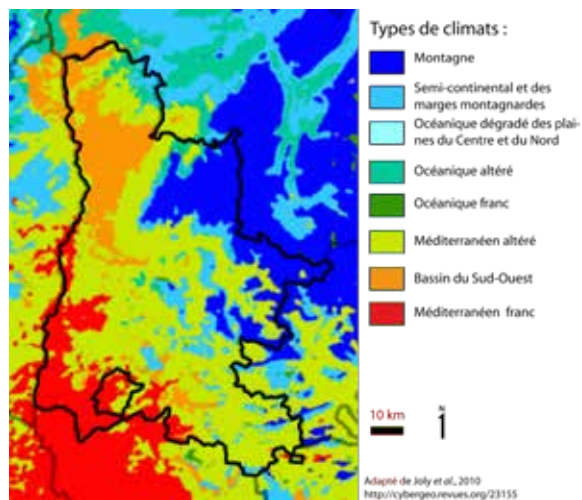 Types de climats :
Montagne
Semi-continental et des
marges montagnardes
Océanique dégradé des plai-
nes du Centre et du Nord
Océanique altéré
Océanique franc
Méditerranéen altéré
Bassin du Sud-Ouest
Méditerranéen franc
10 km
N
Adapté de Joly et al., 2010
http://cybergeo.revues.org/23155